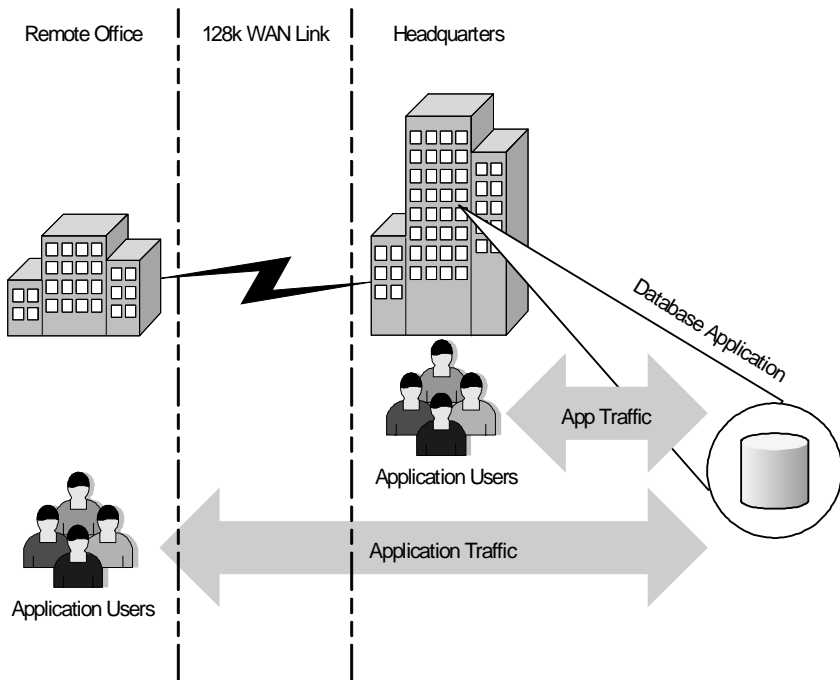 Remote Office
128k WAN Link
Headquarters
Database Application
App Traffic
Application Users
Application Traffic
Application Users